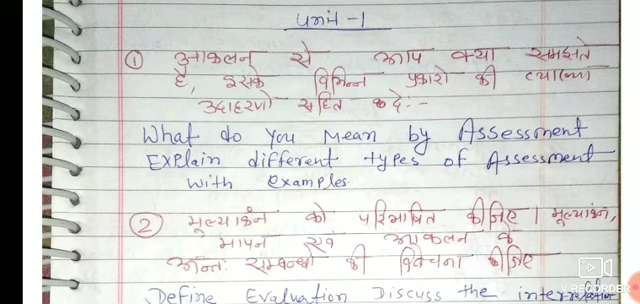 Unit -1
① आकलन से आप क्या समझते
है, इसके विभिन्न प्रकारो की व्याख्या
उदाहरणो सहित करे दे:-
What do You Mean by Assessment
Explain different types of Assessment
with examples.
② मूल्यांकन को परिभाषित कीजिए। मूल्यांकन,
मापन एवं आकलन के
अन्तः सम्बन्धो की विवेचना कीजिए
Define Evaluation Discuss the
RECORDER